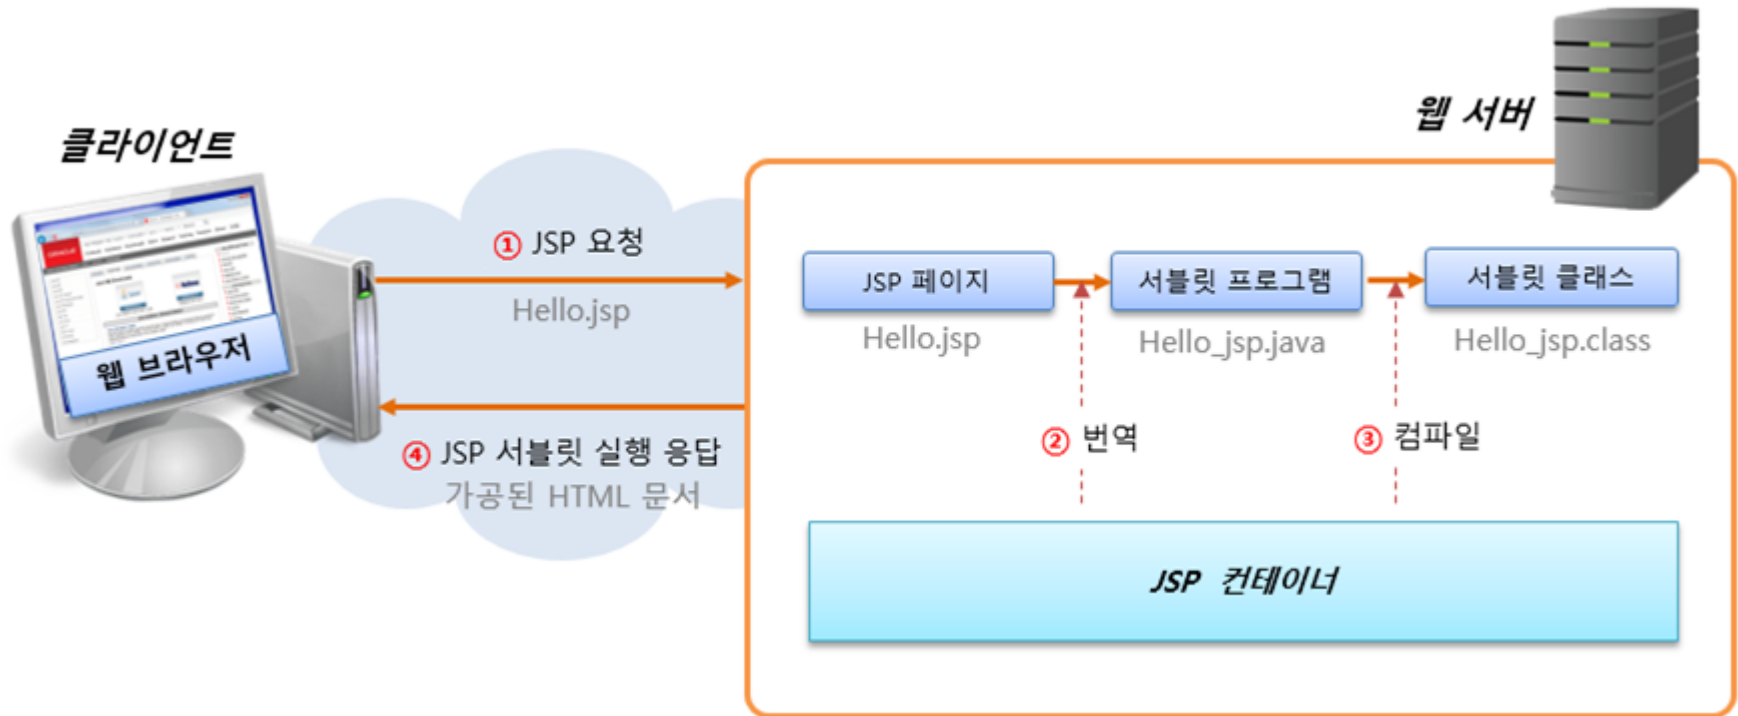 웹 서버
클라이언트
① JSP 요청
Hello.jsp
웹 브라우저
④ JSP 서블릿 실행 응답
가공된 HTML 문서
JSP 페이지
Hello.jsp
서블릿 프로그램
Hello_jsp.java
서블릿 클래스
Hello_jsp.class
② 번역
③ 컴파일
JSP 컨테이너